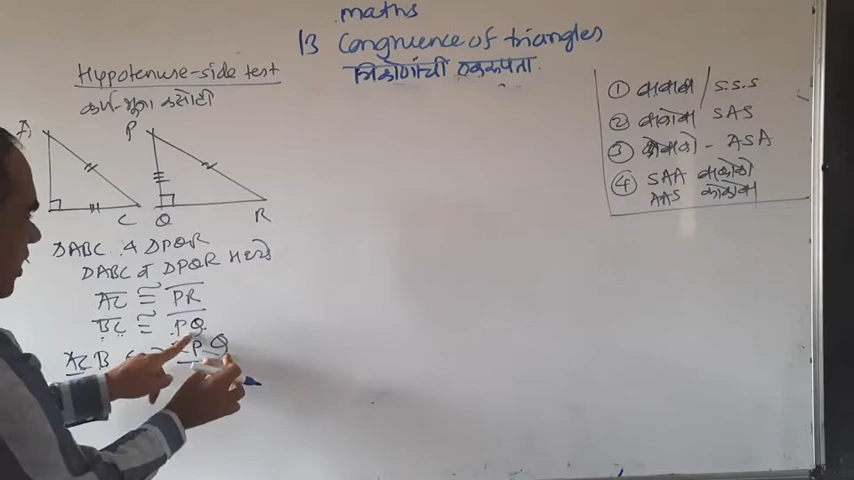 maths
13 Congruence of triangles
त्रिकोणांची एकरूपता
Hypotenuse-side test
कर्ण-भुजा कसोटी
① बाबाबा / S.S.S
② बाकोबा SAS
③ कोबाको - ASA
④ SAA बाकोको
AAS कोकोबा
P
C Q R
ΔABC & ΔPQR
ΔABC व ΔPQR मध्ये
AC ≅ PR
BC ≅ PQ
B
P Q